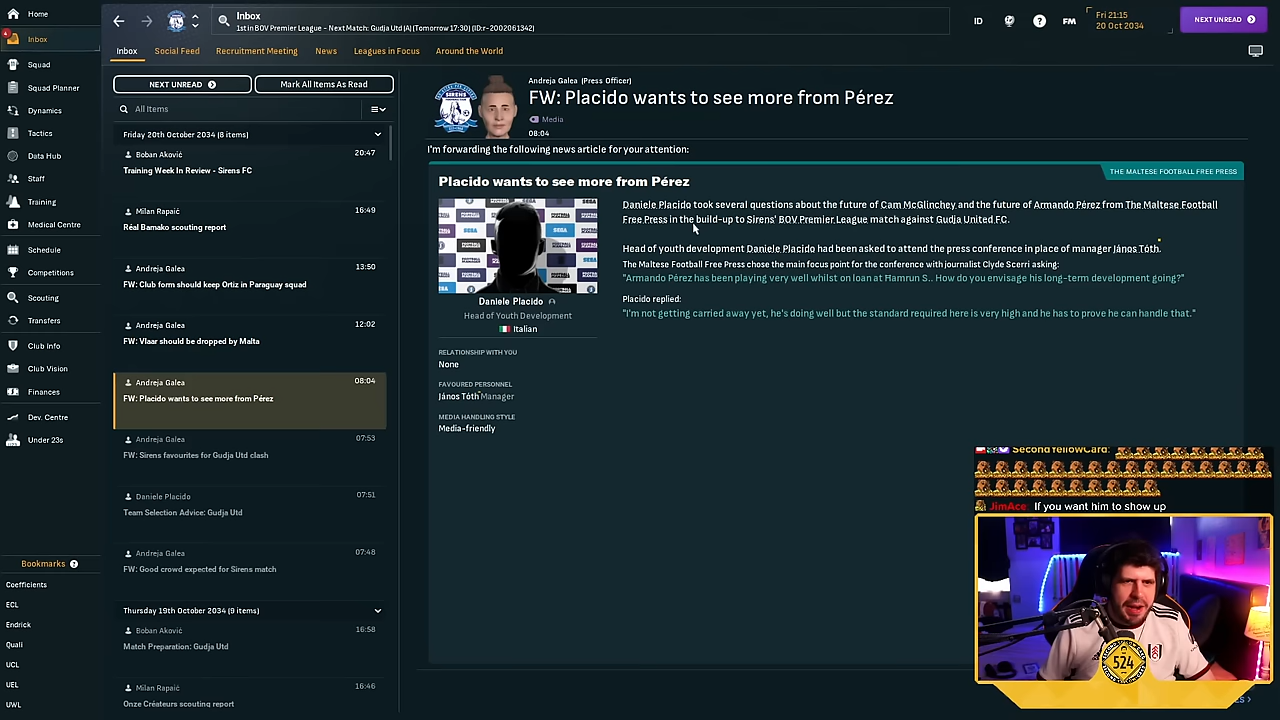 Home
Inbox
Squad
Squad Planner
Dynamics
Tactics
Data Hub
Staff
Training
Medical Centre
Schedule
Competitions
Scouting
Transfers
Club Info
Club Vision
Finances
Dev. Centre
Under 23s
Bookmarks
Coefficients
ECL
Endrick
Quali
UCL
UEL
UWL
Inbox
1st in BOV Premier League - Next Match: Gudja Utd (A) (Tomorrow 17:30) (ID:r-2002061342)
ID
FM
Fri 21:15
20 Oct 2034
NEXT UNREAD
Inbox
Social Feed
Recruitment Meeting
News
Leagues in Focus
Around the World
NEXT UNREAD
Mark All Items As Read
All Items
Friday 20th October 2034 (8 items)
Boban Aković 20:47
Training Week In Review - Sirens FC
Milan Rapaić 16:49
Réal Bamako scouting report
Andreja Galea 13:50
FW: Club form should keep Ortiz in Paraguay squad
Andreja Galea 12:02
FW: Vlaar should be dropped by Malta
Andreja Galea 08:04
FW: Placido wants to see more from Pérez
Andreja Galea 07:53
FW: Sirens favourites for Gudja Utd clash
Daniele Placido 07:51
Team Selection Advice: Gudja Utd
Andreja Galea 07:48
FW: Good crowd expected for Sirens match
Thursday 19th October 2034 (9 items)
Boban Aković 16:58
Match Preparation: Gudja Utd
Milan Rapaić 16:46
Onze Créateurs scouting report
Andreja Galea (Press Officer)
FW: Placido wants to see more from Pérez
Media
08:04
I'm forwarding the following news article for your attention:
THE MALTESE FOOTBALL FREE PRESS
Placido wants to see more from Pérez
Daniele Placido took several questions about the future of Cam McGlinchey and the future of Armando Pérez from The Maltese Football
Free Press in the build-up to Sirens' BOV Premier League match against Gudja United FC.
Head of youth development Daniele Placido had been asked to attend the press conference in place of manager János Tóth.
The Maltese Football Free Press chose the main focus point for the conference with journalist Clyde Scerri asking:
"Armando Pérez has been playing very well whilst on loan at Hamrun S.. How do you envisage his long-term development going?"
Placido replied:
"I'm not getting carried away yet, he's doing well but the standard required here is very high and he has to prove he can handle that."
Daniele Placido
Head of Youth Development
Italian
RELATIONSHIP WITH YOU
None
FAVOURED PERSONNEL
János Tóth Manager
MEDIA HANDLING STYLE
Media-friendly
SecondYellowCard:
JimAce: If you want him to show up
524